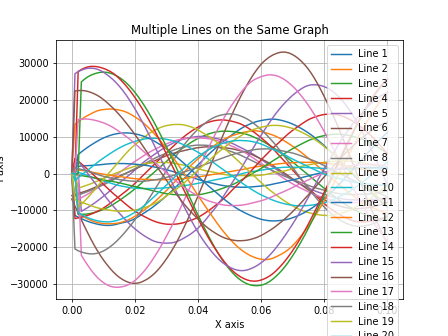 Multiple Lines on the Same Graph
30000
20000
10000
0
−10000
−20000
−30000
0.00
0.02
0.04
0.06
X axis
Line 1
Line 2
Line 3
Line 4
Line 5
Line 6
Line 7
Line 8
Line 9
Line 10
Line 11
Line 12
Line 13
Line 14
Line 15
Line 16
Line 17
Line 18
Line 19
Line 20